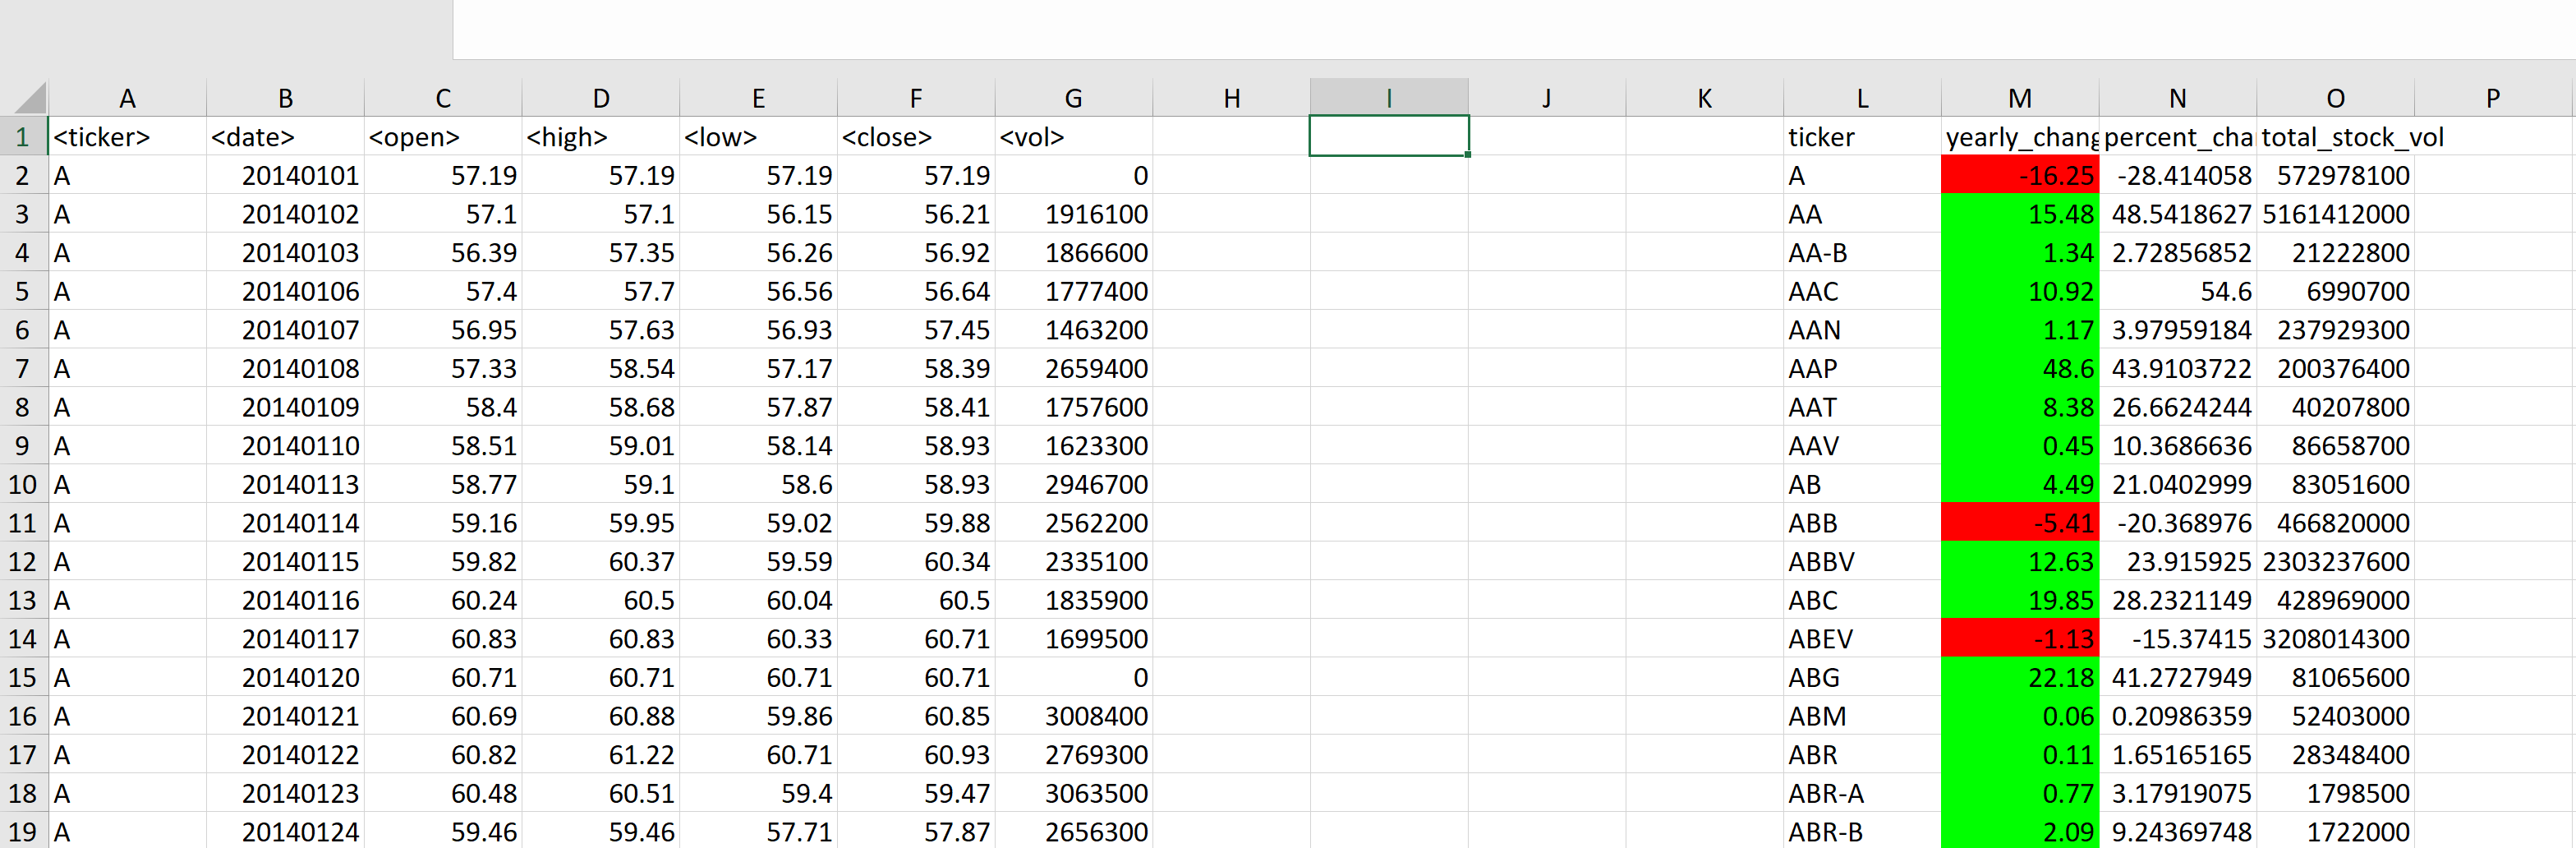 A B C D E F G H I J K L M N O P
1 <ticker> <date> <open> <high> <low> <close> <vol> ticker yearly_chang percent_cha total_stock_vol
2 A 20140101 57.19 57.19 57.19 57.19 0 A -16.25 -28.414058 572978100
3 A 20140102 57.1 57.1 56.15 56.21 1916100 AA 15.48 48.5418627 5161412000
4 A 20140103 56.39 57.35 56.26 56.92 1866600 AA-B 1.34 2.72856852 21222800
5 A 20140106 57.4 57.7 56.56 56.64 1777400 AAC 10.92 54.6 6990700
6 A 20140107 56.95 57.63 56.93 57.45 1463200 AAN 1.17 3.97959184 237929300
7 A 20140108 57.33 58.54 57.17 58.39 2659400 AAP 48.6 43.9103722 200376400
8 A 20140109 58.4 58.68 57.87 58.41 1757600 AAT 8.38 26.6624244 40207800
9 A 20140110 58.51 59.01 58.14 58.93 1623300 AAV 0.45 10.3686636 86658700
10 A 20140113 58.77 59.1 58.6 58.93 2946700 AB 4.49 21.0402999 83051600
11 A 20140114 59.16 59.95 59.02 59.88 2562200 ABB -5.41 -20.368976 466820000
12 A 20140115 59.82 60.37 59.59 60.34 2335100 ABBV 12.63 23.915925 2303237600
13 A 20140116 60.24 60.5 60.04 60.5 1835900 ABC 19.85 28.2321149 428969000
14 A 20140117 60.83 60.83 60.33 60.71 1699500 ABEV -1.13 -15.37415 3208014300
15 A 20140120 60.71 60.71 60.71 60.71 0 ABG 22.18 41.2727949 81065600
16 A 20140121 60.69 60.88 59.86 60.85 3008400 ABM 0.06 0.20986359 52403000
17 A 20140122 60.82 61.22 60.71 60.93 2769300 ABR 0.11 1.65165165 28348400
18 A 20140123 60.48 60.51 59.4 59.47 3063500 ABR-A 0.77 3.17919075 1798500
19 A 20140124 59.46 59.46 57.71 57.87 2656300 ABR-B 2.09 9.24369748 1722000